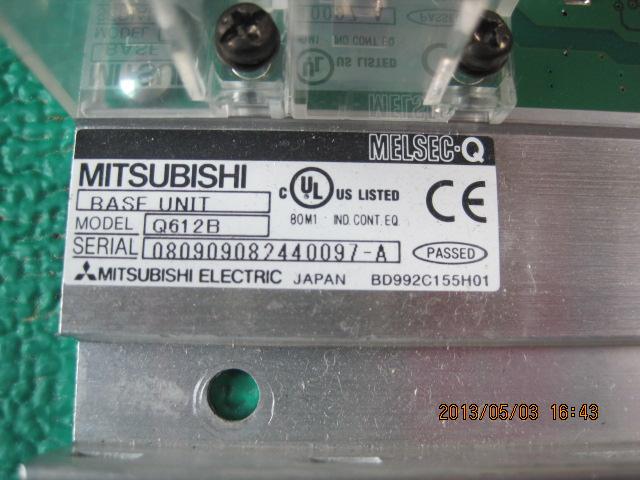 MELSEC-Q
MITSUBISHI
BASE UNIT
MODEL Q612B
SERIAL 080909082440097-A
C UL US LISTED
80M1 IND. CONT. EQ.
CE
PASSED
MITSUBISHI ELECTRIC JAPAN BD992C155H01
2013/05/03 16:43